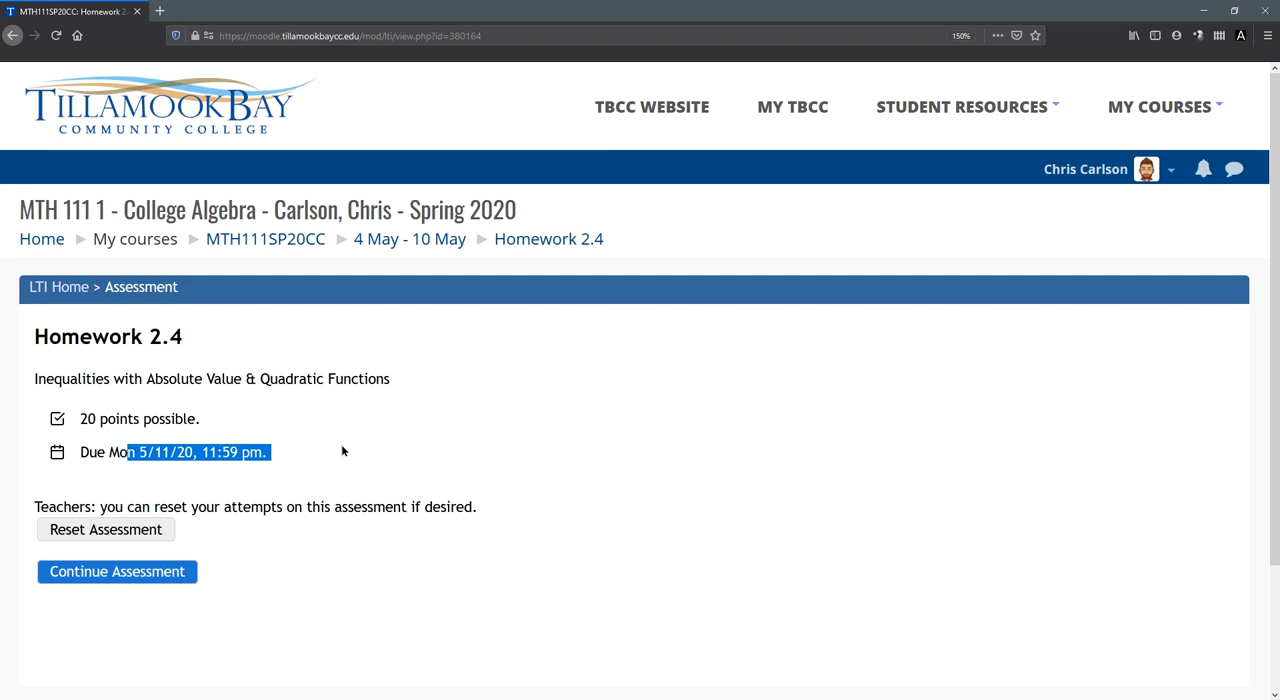 MTH111SP20CC: Homework 2.
https://moodle.tillamookbaycc.edu/mod/lti/view.php?id=380164
150%
TILLAMOOK BAY
COMMUNITY COLLEGE
TBCC WEBSITE
MY TBCC
STUDENT RESOURCES
MY COURSES
Chris Carlson
MTH 111 1 - College Algebra - Carlson, Chris - Spring 2020
Home My courses MTH111SP20CC 4 May - 10 May Homework 2.4
LTI Home > Assessment
Homework 2.4
Inequalities with Absolute Value & Quadratic Functions
20 points possible.
Due Mon 5/11/20, 11:59 pm.
Teachers: you can reset your attempts on this assessment if desired.
Reset Assessment
Continue Assessment